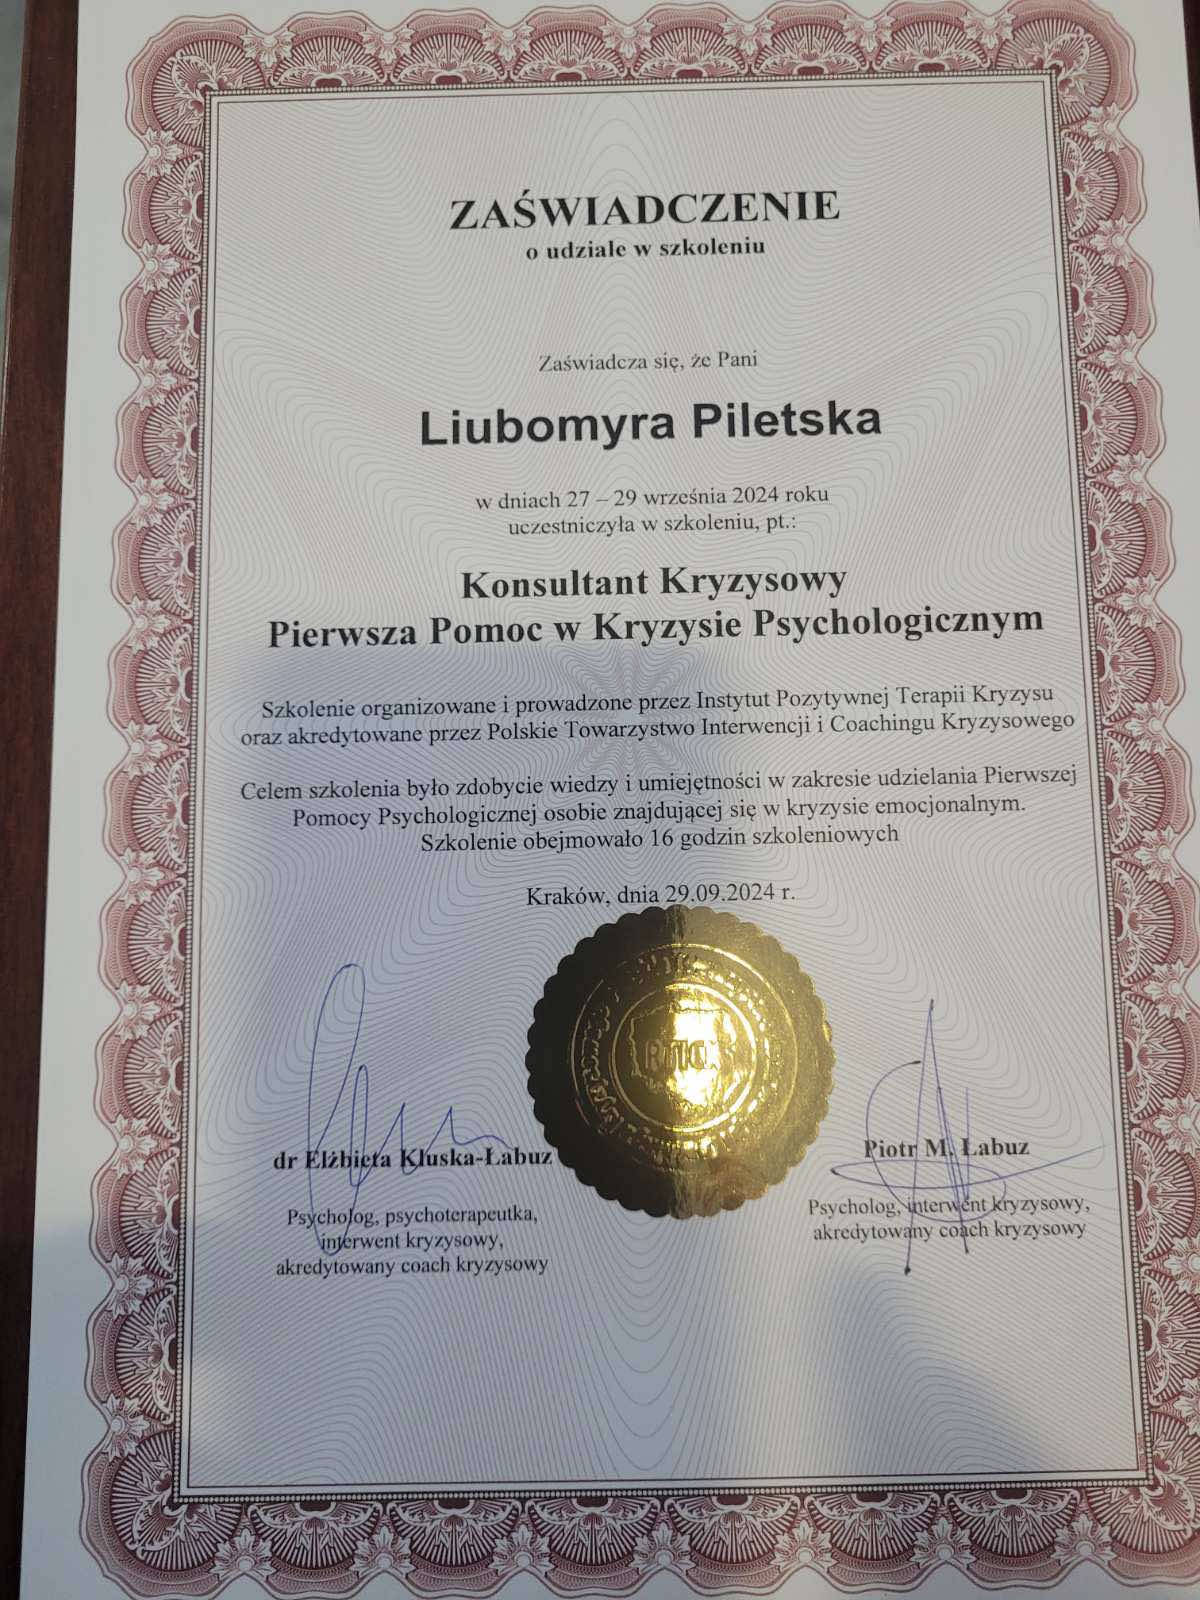 ZAŚWIADCZENIE
o udziale w szkoleniu
Zaświadcza się, że Pani
Liubomyra Piletska
w dniach 27 – 29 września 2024 roku
uczestniczyła w szkoleniu, pt.:
Konsultant Kryzysowy
Pierwsza Pomoc w Kryzysie Psychologicznym
Szkolenie organizowane i prowadzone przez Instytut Pozytywnej Terapii Kryzysu
oraz akredytowane przez Polskie Towarzystwo Interwencji i Coachingu Kryzysowego
Celem szkolenia było zdobycie wiedzy i umiejętności w zakresie udzielania Pierwszej
Pomocy Psychologicznej osobie znajdującej się w kryzysie emocjonalnym.
Szkolenie obejmowało 16 godzin szkoleniowych
Kraków, dnia 29.09.2024 r.
dr Elżbieta Kluska-Łabuz
Psycholog, psychoterapeutka,
interwent kryzysowy,
akredytowany coach kryzysowy
Piotr M. Łabuz
Psycholog, interwent kryzysowy,
akredytowany coach kryzysowy